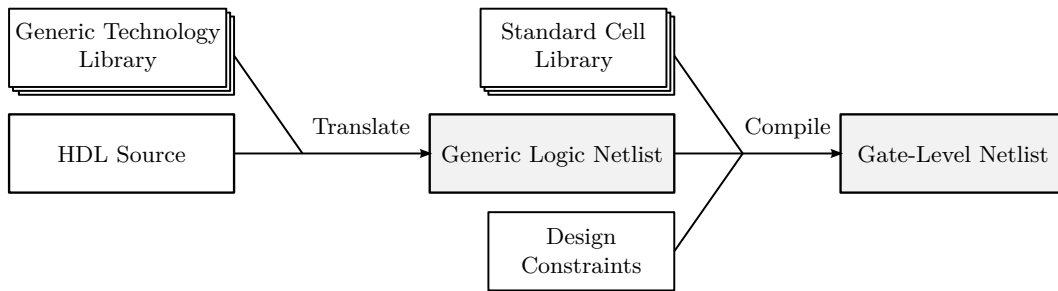 Generic Technology
Library
Standard Cell
Library
Translate
Compile
HDL Source
Generic Logic Netlist
Gate-Level Netlist
Design
Constraints